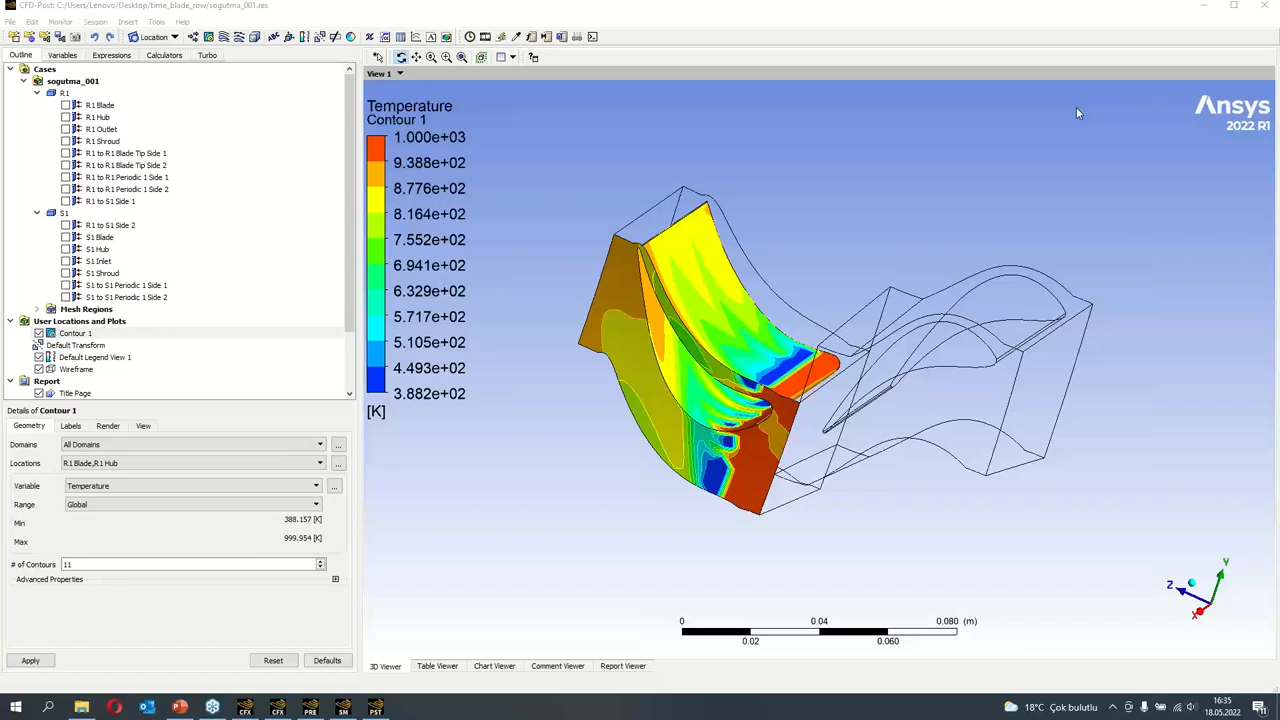 CFD-Post: C:/Users/Lenovo/Desktop/time_blade_row/sogutma_001.res
File Edit Monitor Session Insert Tools Help
Location
Outline Variables Expressions Calculators Turbo
Cases
sogutma_001
R1
R1 Blade
R1 Hub
R1 Outlet
R1 Shroud
R1 to R1 Blade Tip Side 1
R1 to R1 Blade Tip Side 2
R1 to R1 Periodic 1 Side 1
R1 to R1 Periodic 1 Side 2
R1 to S1 Side 1
S1
R1 to S1 Side 2
S1 Blade
S1 Hub
S1 Inlet
S1 Shroud
S1 to S1 Periodic 1 Side 1
S1 to S1 Periodic 1 Side 2
Mesh Regions
User Locations and Plots
Contour 1
Default Transform
Default Legend View 1
Wireframe
Report
Title Page
Details of Contour 1
Geometry Labels Render View
Domains All Domains ...
Locations R1 Blade,R1 Hub ...
Variable Temperature ...
Range Global
Min 388.157 [K]
Max 999.954 [K]
# of Contours 11
Advanced Properties
Apply Reset Defaults
View 1
Temperature
Contour 1
1.000e+03
9.388e+02
8.776e+02
8.164e+02
7.552e+02
6.941e+02
6.329e+02
5.717e+02
5.105e+02
4.493e+02
3.882e+02
[K]
Ansys
2022 R1
0 0.04 0.080 (m)
0.02 0.060
Y
Z
X
3D Viewer Table Viewer Chart Viewer Comment Viewer Report Viewer
CFX CFX PRE SM PST
18°C Çok bulutlu
16:35
18.05.2022